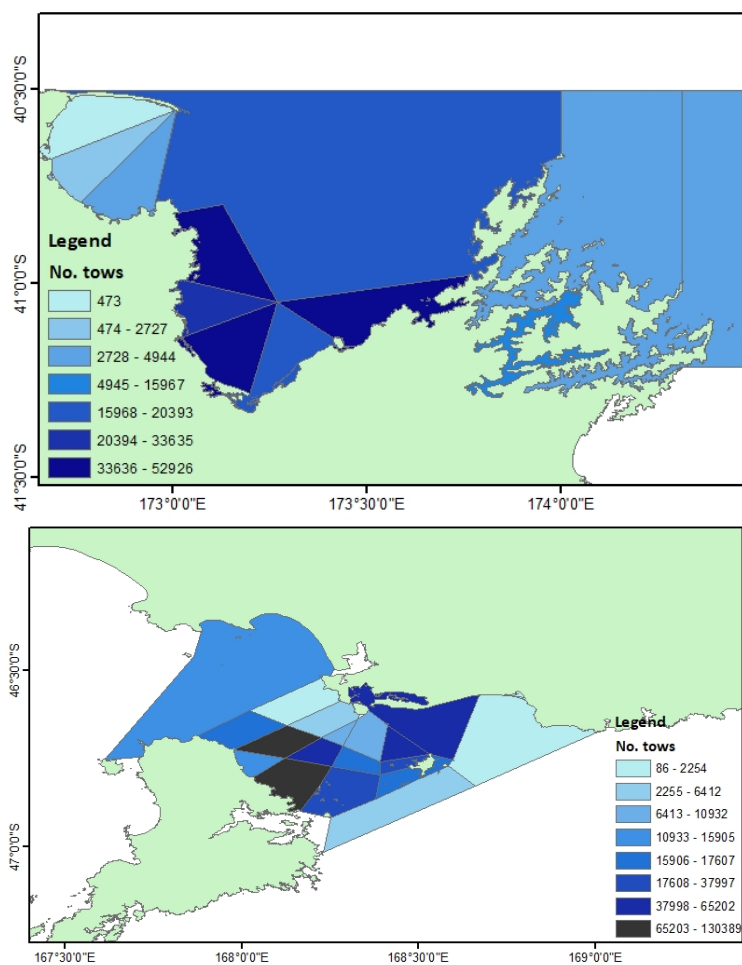 40°30'0"S
41°0'0"S
41°30'0"S
Legend
No. tows
473
474 - 2727
2728 - 4944
4945 - 15967
15968 - 20393
20394 - 33635
33636 - 52926
173°0'0"E
173°30'0"E
174°0'0"E
46°30'0"S
47°0'0"S
Legend
No. tows
86 - 2254
2255 - 6412
6413 - 10932
10933 - 15905
15906 - 17607
17608 - 37997
37998 - 65202
65203 - 130389
167°30'0"E
168°0'0"E
168°30'0"E
169°0'0"E